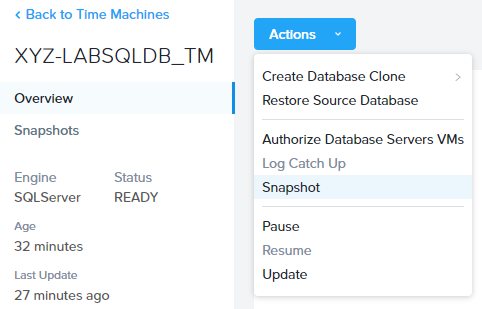 Back to Time Machines
XYZ-LABSQLDB_TM
Overview
Snapshots
Engine
Status
SQLServer
READY
Age
32 minutes
Last Update
27 minutes ago
Actions
Create Database Clone
Restore Source Database
Authorize Database Servers VMs
Log Catch Up
Snapshot
Pause
Resume
Update